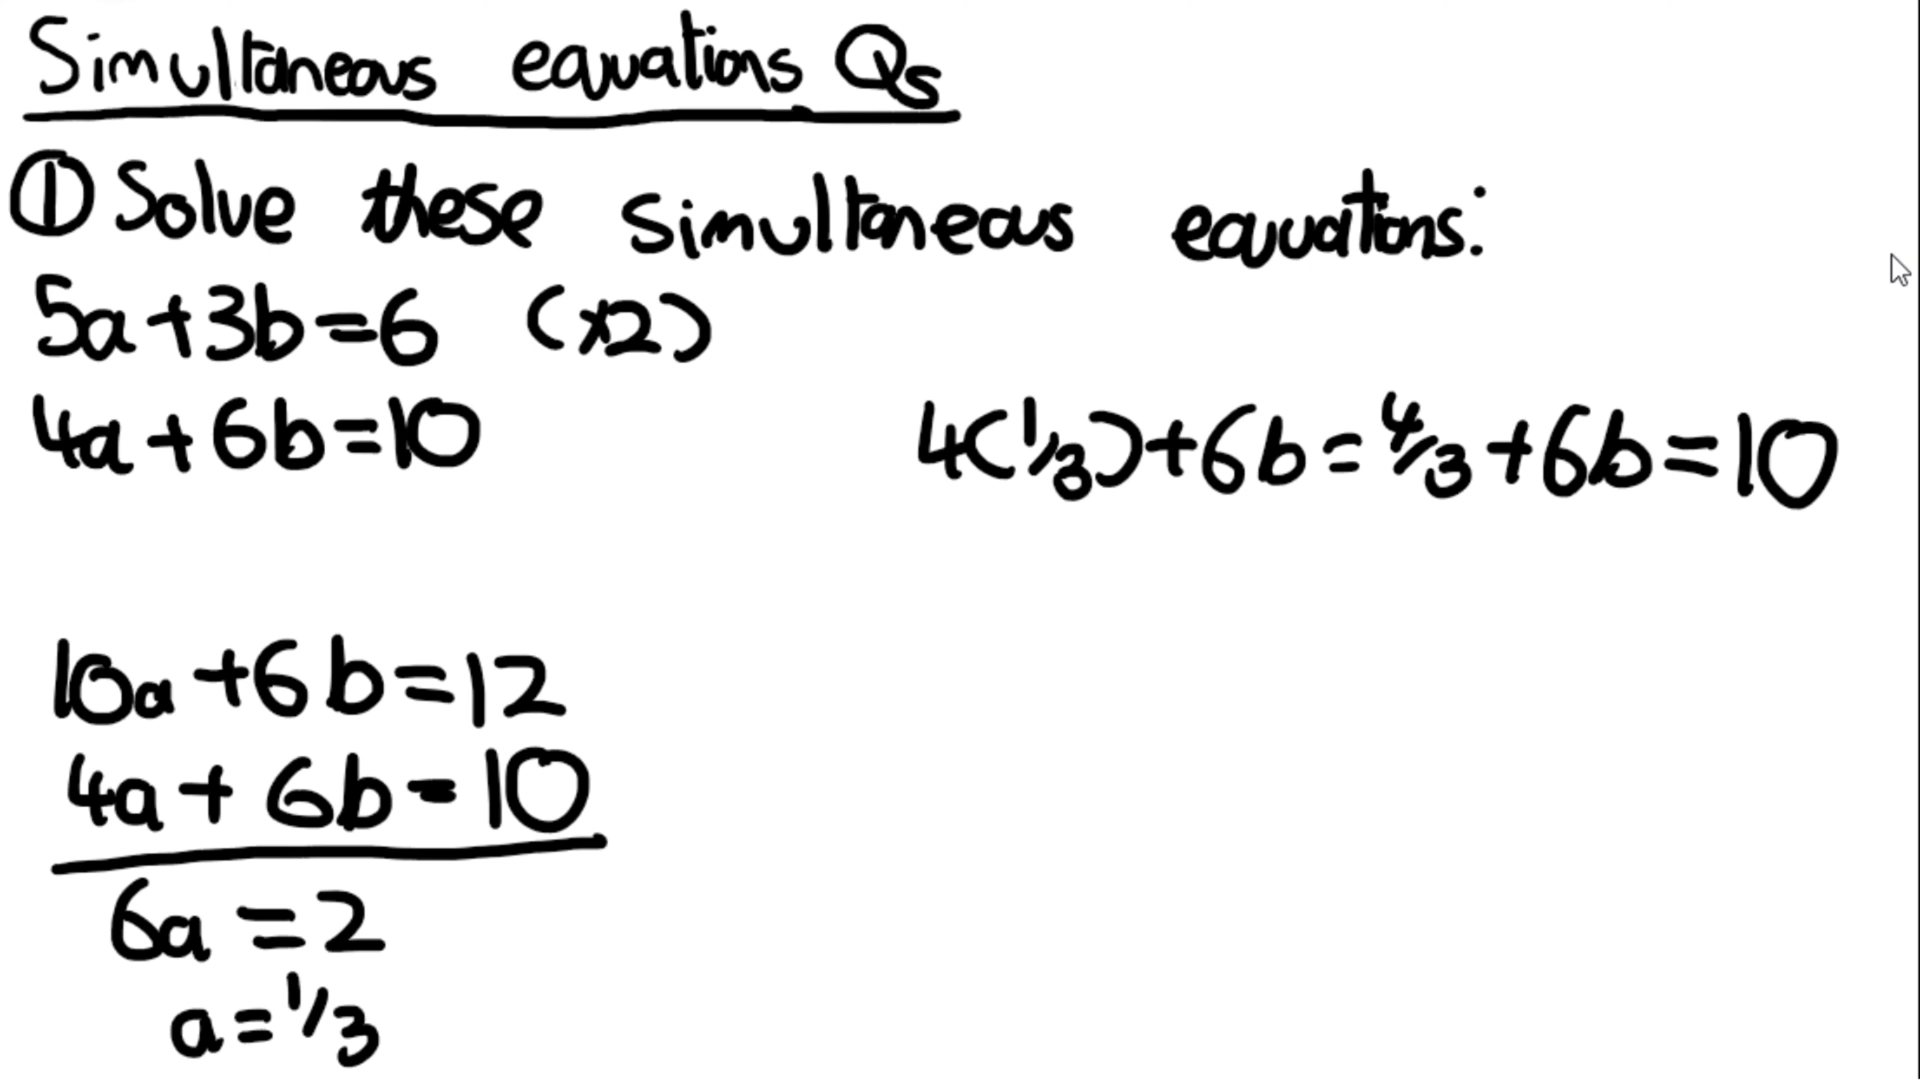 Simultaneous equations Qs
① Solve these simultaneous equations:
5a+3b=6 (×2)
4a+6b=10
4(1/3)+6b=4/3+6b=10
10a+6b=12
4a+6b=10
6a=2
a=1/3